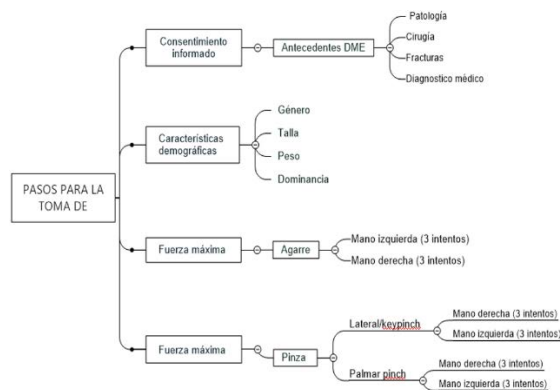 PASOS PARA LA
TOMA DE
Consentimiento
informado
Antecedentes DME
Patología
Cirugía
Fracturas
Diagnostico médico
Características
demográficas
Género
Talla
Peso
Dominancia
Fuerza máxima
Agarre
Mano izquierda (3 intentos)
Mano derecha (3 intentos)
Fuerza máxima
Pinza
Lateral/keypinch
Mano derecha (3 intentos)
Mano izquierda (3 intentos)
Palmar pinch
Mano derecha (3 intentos)
Mano izquierda (3 intentos)